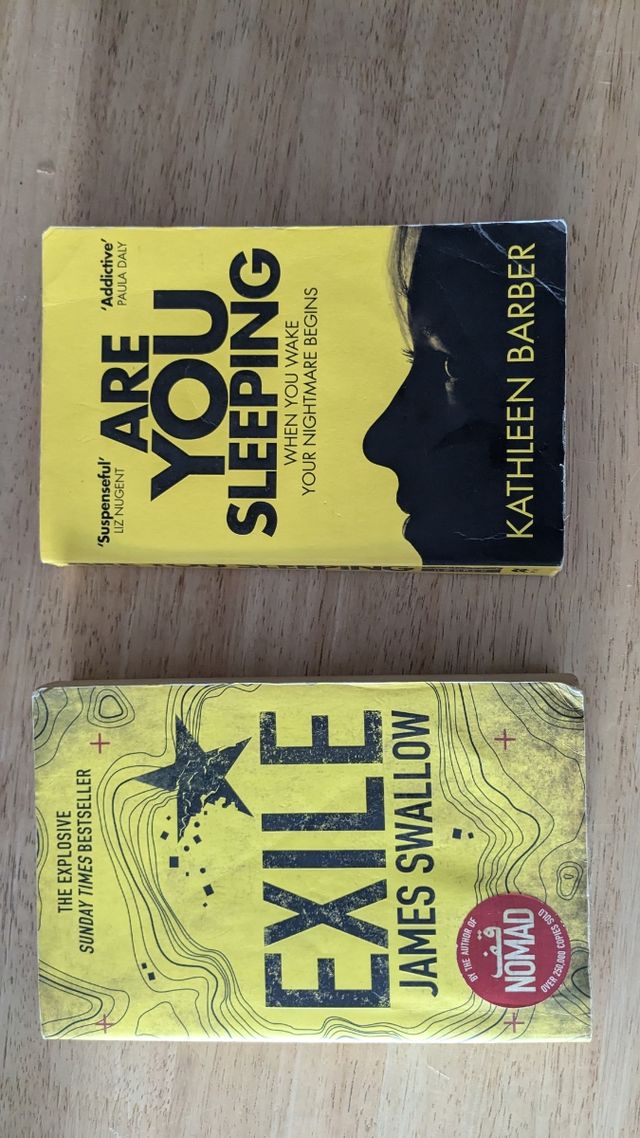 'Suspenseful'
LIZ NUGENT
'Addictive'
PAULA DALY
ARE
YOU
SLEEPING
WHEN YOU WAKE
YOUR NIGHTMARE BEGINS
KATHLEEN BARBER
THE EXPLOSIVE
SUNDAY TIMES BESTSELLER
EXILE
JAMES SWALLOW
BY THE AUTHOR OF
قف
NOMAD
OVER 250,000 COPIES SOLD